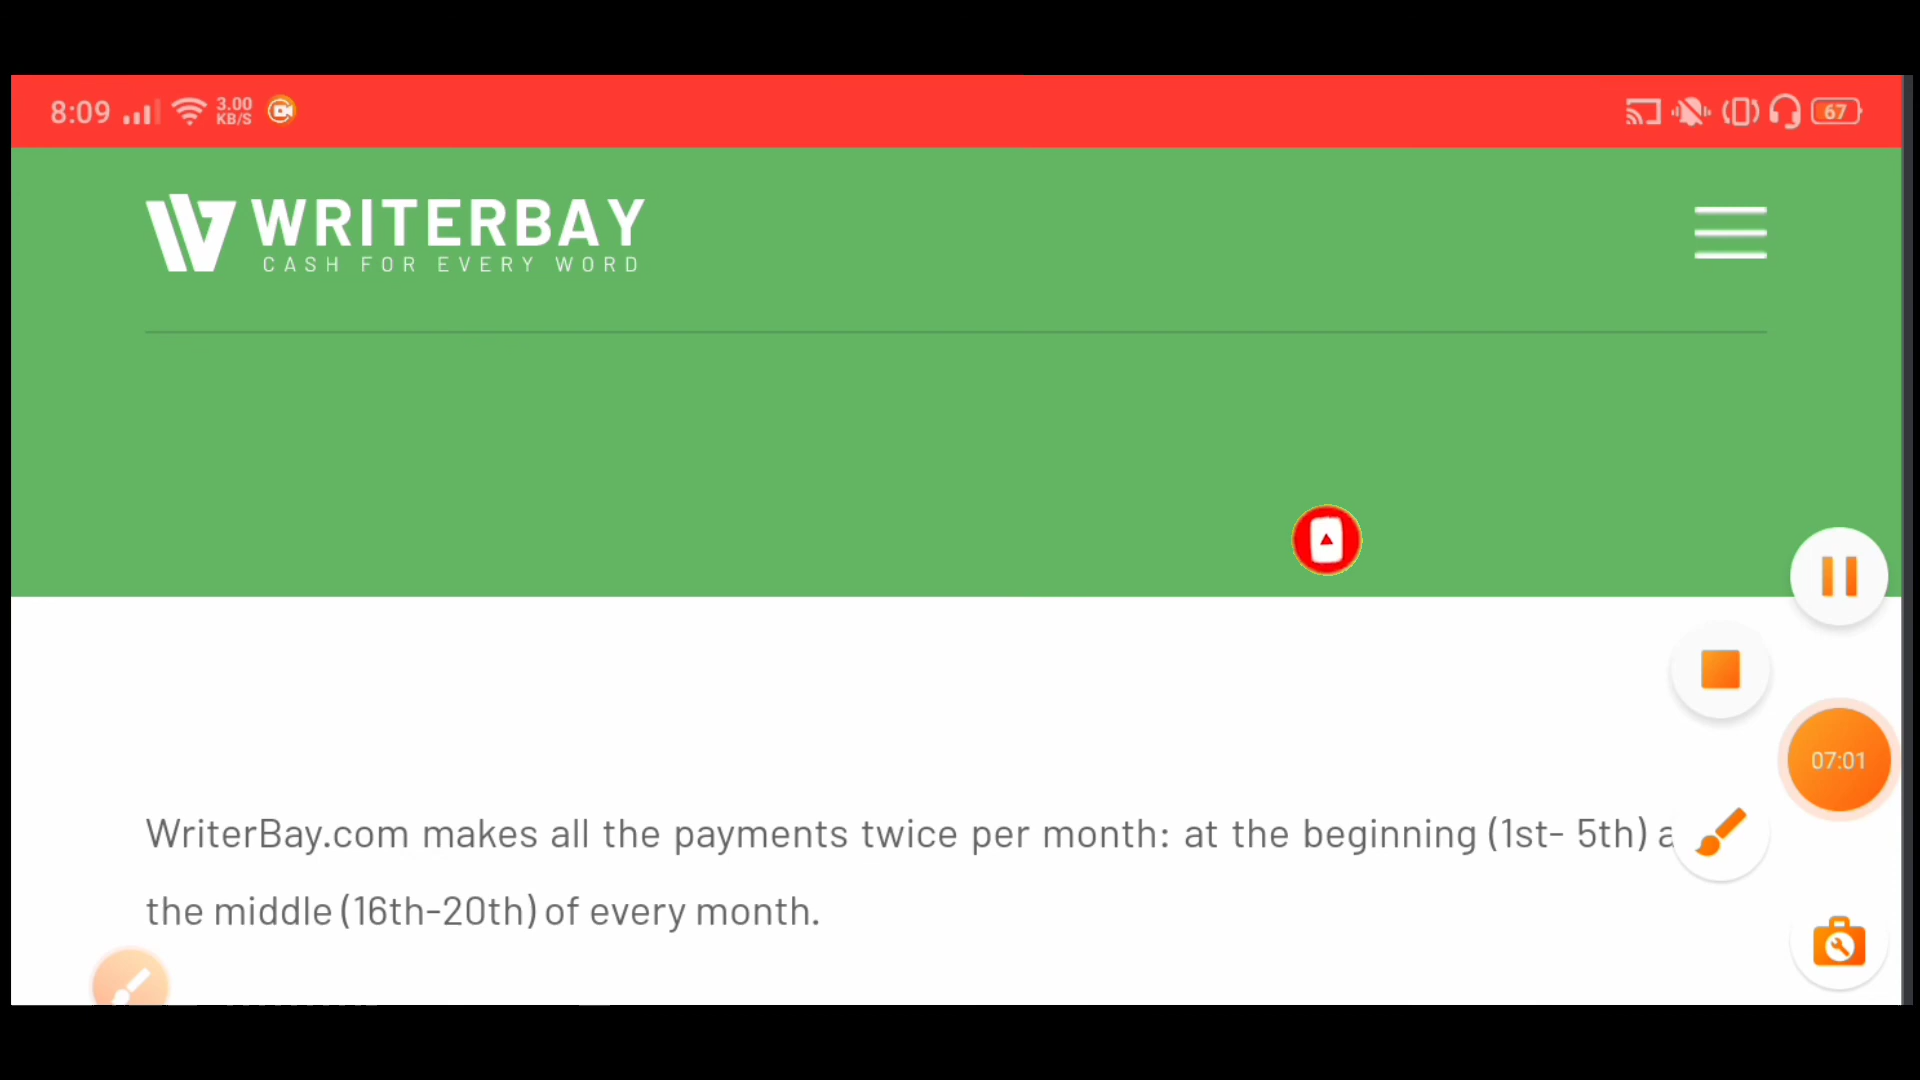 8:09 3.00 KB/S 67
WRITERBAY
CASH FOR EVERY WORD
07:01
WriterBay.com makes all the payments twice per month: at the beginning (1st- 5th)
the middle (16th-20th) of every month.